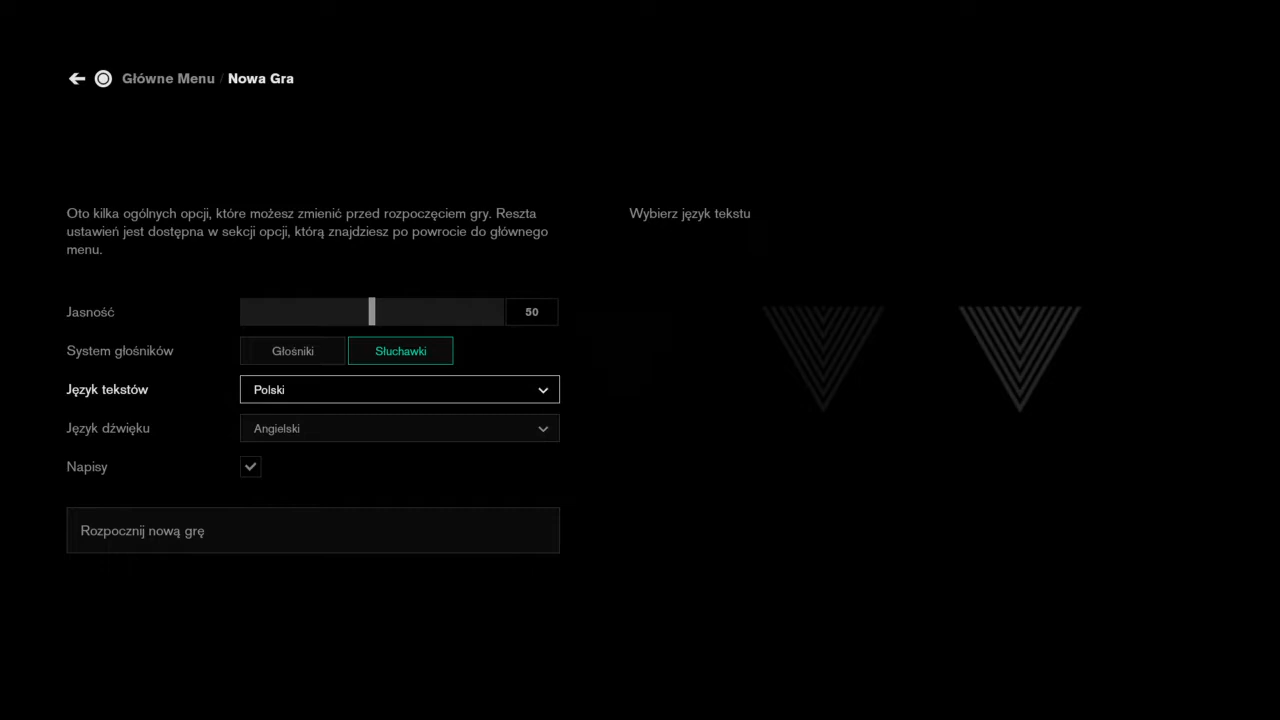 Główne Menu / Nowa Gra
Oto kilka ogólnych opcji, które możesz zmienić przed rozpoczęciem gry. Reszta
ustawień jest dostępna w sekcji opcji, którą znajdziesz po powrocie do głównego
menu.
Wybierz język tekstu
Jasność 50
System głośników Głośniki Słuchawki
Język tekstów Polski
Język dźwięku Angielski
Napisy
Rozpocznij nową grę